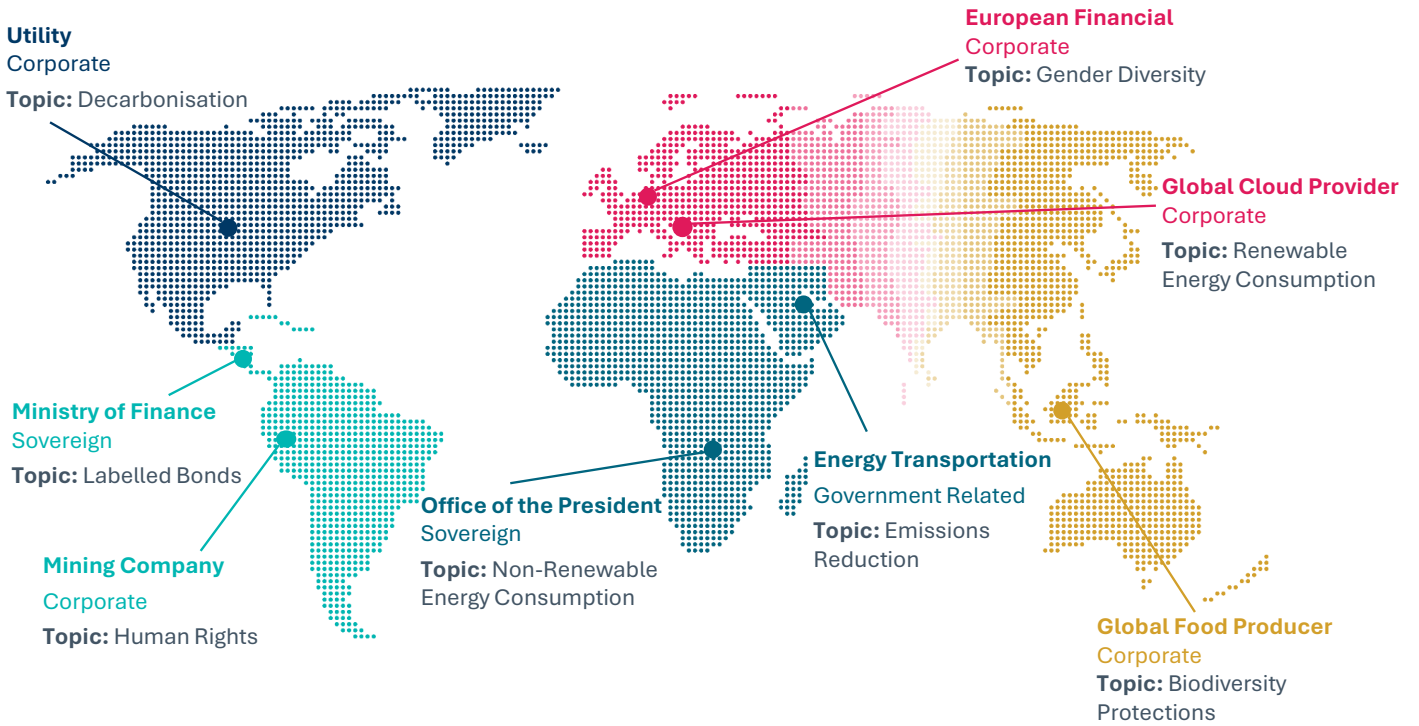 Utility
Corporate
Topic: Decarbonisation
European Financial
Corporate
Topic: Gender Diversity
Global Cloud Provider
Corporate
Topic: Renewable
Energy Consumption
Ministry of Finance
Sovereign
Topic: Labelled Bonds
Mining Company
Corporate
Topic: Human Rights
Office of the President
Sovereign
Topic: Non-Renewable
Energy Consumption
Energy Transportation
Government Related
Topic: Emissions
Reduction
Global Food Producer
Corporate
Topic: Biodiversity
Protections